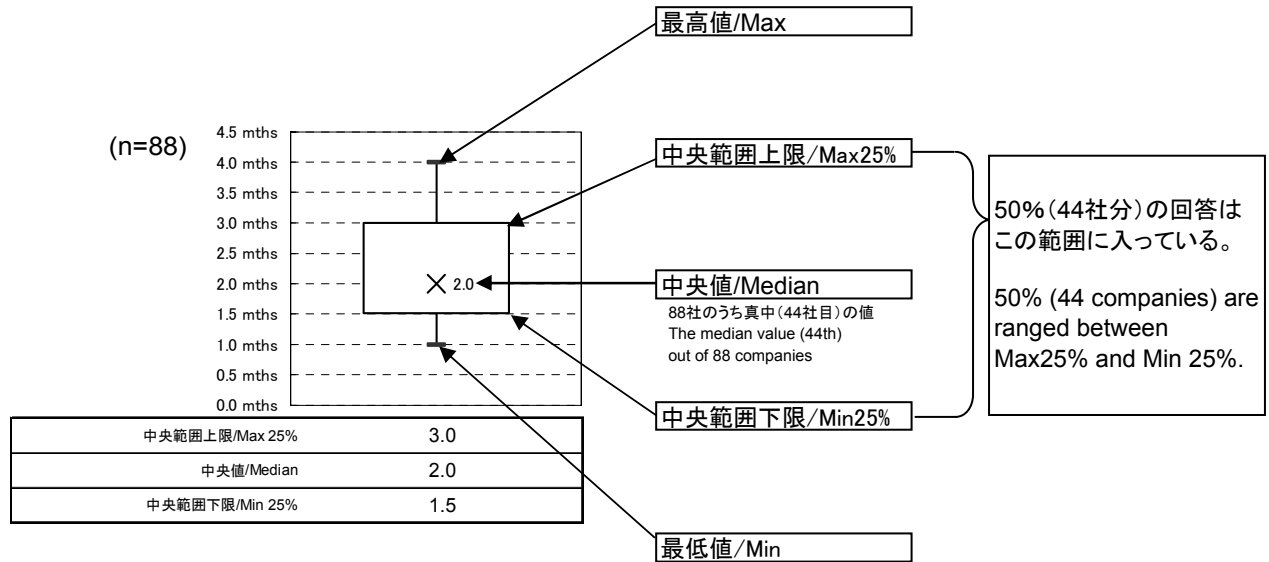 最高値/Max
(n=88)
4.5 mths
4.0 mths
3.5 mths
3.0 mths
2.5 mths
2.0 mths
1.5 mths
1.0 mths
0.5 mths
0.0 mths
2.0
中央範囲上限/Max25%
中央値/Median
88社のうち真中(44社目)の値
The median value (44th)
out of 88 companies
中央範囲下限/Min25%
50%(44社分)の回答は
この範囲に入っている。
50% (44 companies) are
ranged between
Max25% and Min 25%.
中央範囲上限/Max 25% 3.0
中央値/Median 2.0
中央範囲下限/Min 25% 1.5
最低値/Min